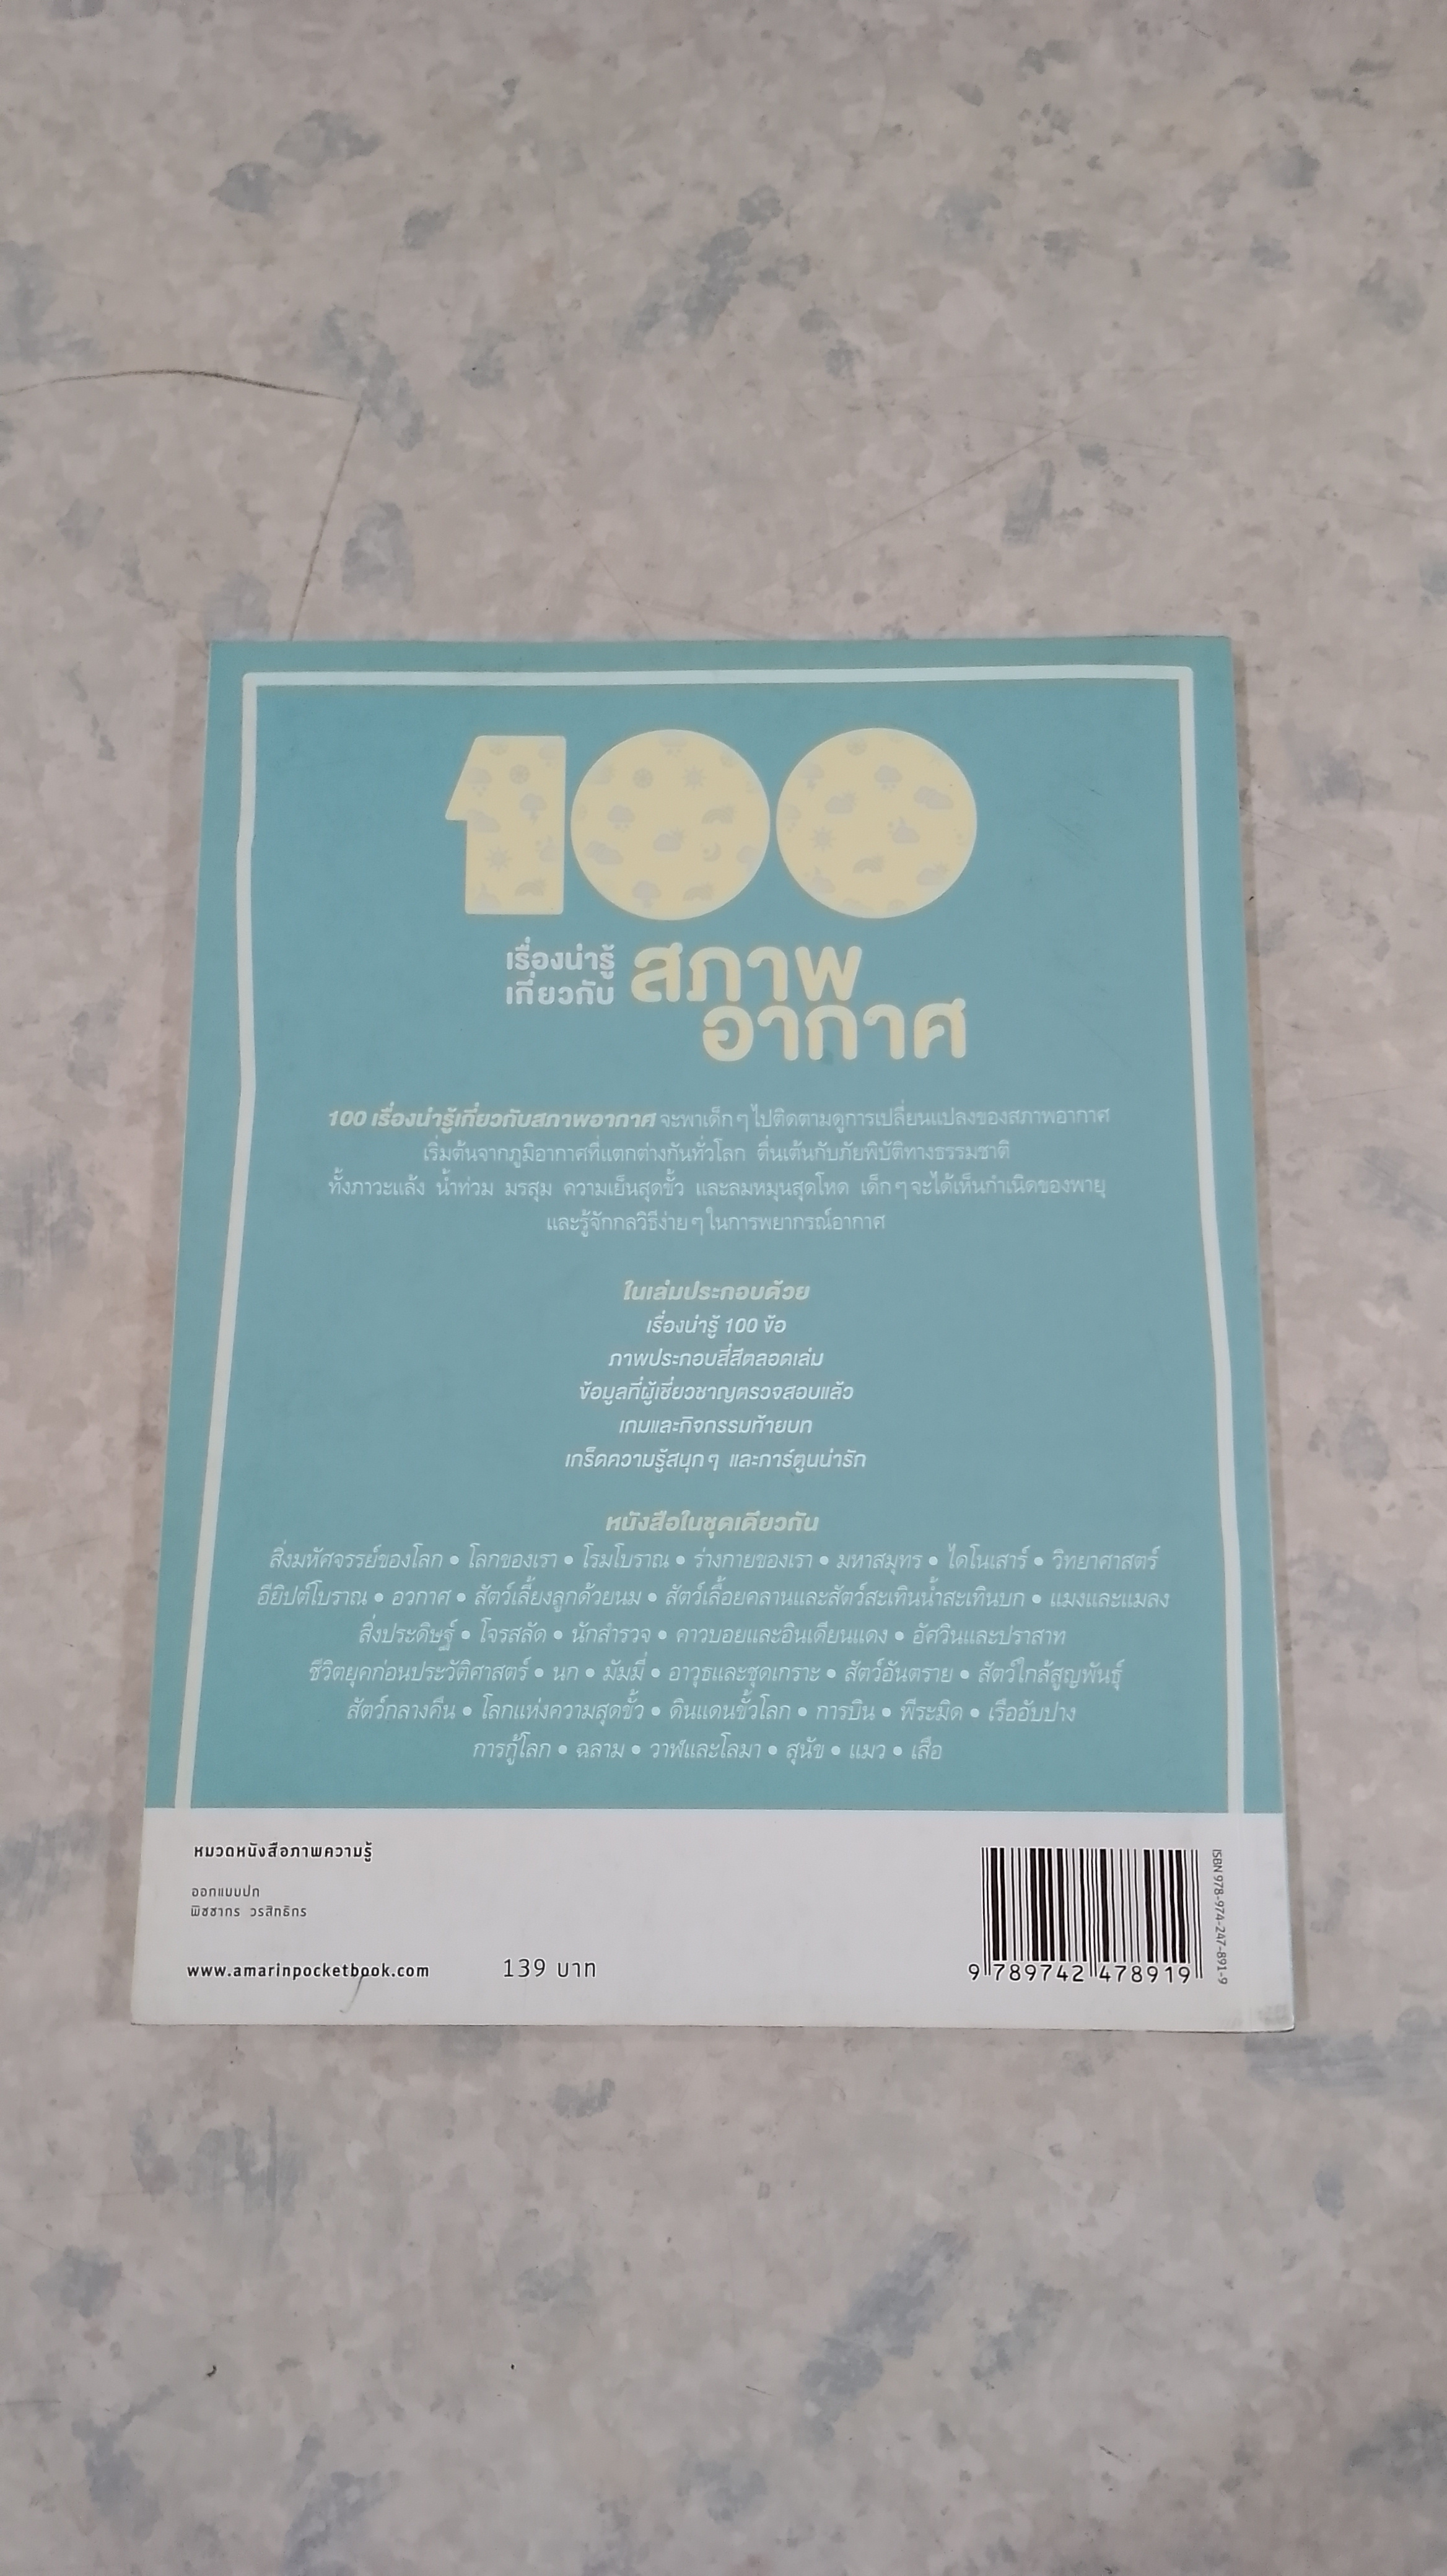 100
เรื่องน่ารู้
เกี่ยวกับ
สภาพ
อากาศ
100 เรื่องน่ารู้เกี่ยวกับสภาพอากาศ จะพาเด็ก ๆ ไปติดตามดูการเปลี่ยนแปลงของสภาพอากาศ
เริ่มต้นจากภูมิอากาศที่แตกต่างกันทั่วโลก ตื่นเต้นกับภัยพิบัติทางธรรมชาติ
ทั้งภาวะแล้ง น้ำท่วม มรสุม ความเย็นสุดขั้ว และลมหมุนสุดโหด เด็ก ๆ จะได้เห็นกำเนิดของพายุ
และรู้จักกลวิธีง่าย ๆ ในการพยากรณ์อากาศ
ในเล่มประกอบด้วย
เรื่องน่ารู้ 100 ข้อ
ภาพประกอบสี่สีตลอดเล่ม
ข้อมูลที่ผู้เชี่ยวชาญตรวจสอบแล้ว
เกมและกิจกรรมท้ายบท
เกร็ดความรู้สนุก ๆ และการ์ตูนน่ารัก
หนังสือในชุดเดียวกัน
สิ่งมหัศจรรย์ของโลก • โลกของเรา • โรมโบราณ • ร่างกายของเรา • มหาสมุทร • ไดโนเสาร์ • วิทยาศาสตร์
อียิปต์โบราณ • อวกาศ • สัตว์เลี้ยงลูกด้วยนม • สัตว์เลื้อยคลานและสัตว์สะเทินน้ำสะเทินบก • แมงและแมลง
สิ่งประดิษฐ์ • โจรสลัด • นักสำรวจ • คาวบอยและอินเดียนแดง • อัศวินและปราสาท
ชีวิตยุคก่อนประวัติศาสตร์ • นก • มัมมี่ • อาวุธและชุดเกราะ • สัตว์อันตราย • สัตว์ใกล้สูญพันธุ์
สัตว์กลางคืน • โลกแห่งความสุดขั้ว • ดินแดนขั้วโลก • การบิน • พีระมิด • เรืออับปาง
การกู้โลก • ฉลาม • วาฬและโลมา • สุนัข • แมว • เสือ
หมวดหนังสือภาพความรู้
ออกแบบปก
พิชชากร วรสิทธิกร
www.amarinpocketbook.com
139 บาท
9 789742 478919
ISBN 978-974-247-891-9